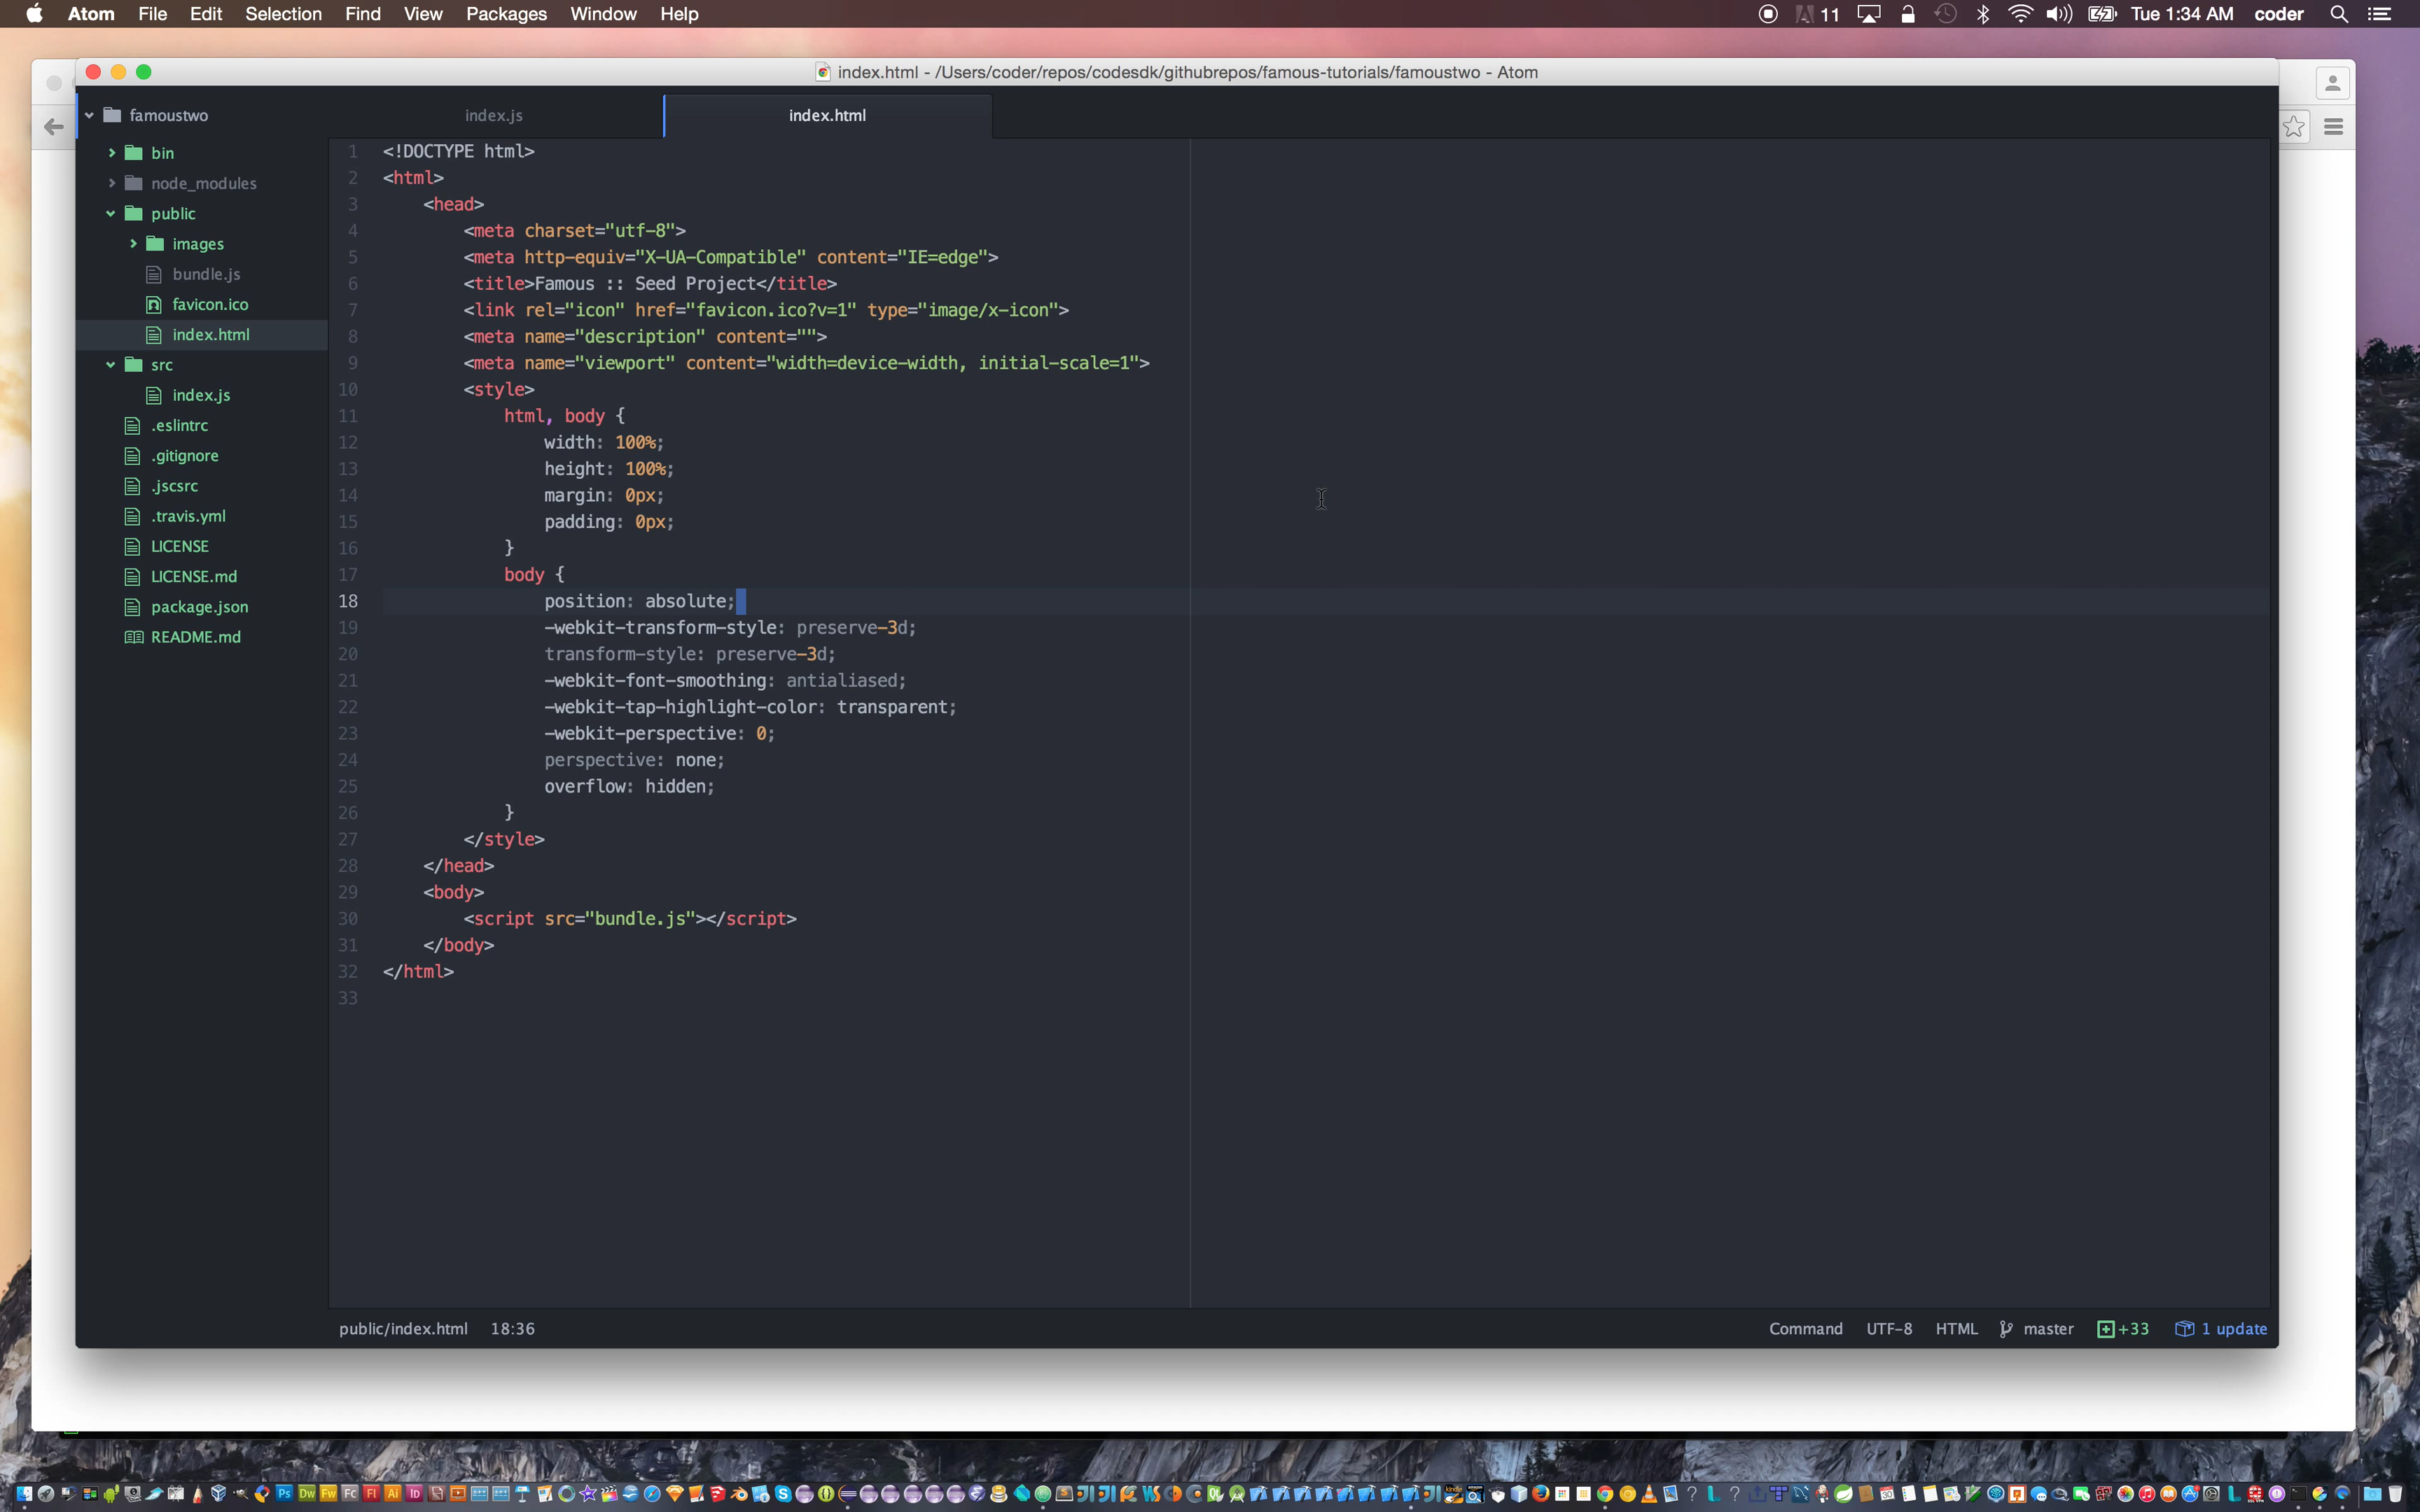 Atom File Edit Selection Find View Packages Window Help
11 Tue 1:34 AM coder
index.html - /Users/coder/repos/codesdk/githubrepos/famous-tutorials/famoustwo - Atom
famoustwo
bin
node_modules
public
images
bundle.js
favicon.ico
index.html
src
index.js
.eslintrc
.gitignore
.jscsrc
.travis.yml
LICENSE
LICENSE.md
package.json
README.md
index.js index.html
1 <!DOCTYPE html>
2 <html>
3 <head>
4 <meta charset="utf-8">
5 <meta http-equiv="X-UA-Compatible" content="IE=edge">
6 <title>Famous :: Seed Project</title>
7 <link rel="icon" href="favicon.ico?v=1" type="image/x-icon">
8 <meta name="description" content="">
9 <meta name="viewport" content="width=device-width, initial-scale=1">
10 <style>
11 html, body {
12 width: 100%;
13 height: 100%;
14 margin: 0px;
15 padding: 0px;
16 }
17 body {
18 position: absolute;
19 -webkit-transform-style: preserve-3d;
20 transform-style: preserve-3d;
21 -webkit-font-smoothing: antialiased;
22 -webkit-tap-highlight-color: transparent;
23 -webkit-perspective: 0;
24 perspective: none;
25 overflow: hidden;
26 }
27 </style>
28 </head>
29 <body>
30 <script src="bundle.js"></script>
31 </body>
32 </html>
33
public/index.html 18:36 Command UTF-8 HTML master +33 1 update
Ps Dw Fw Fc Fl Ai Id